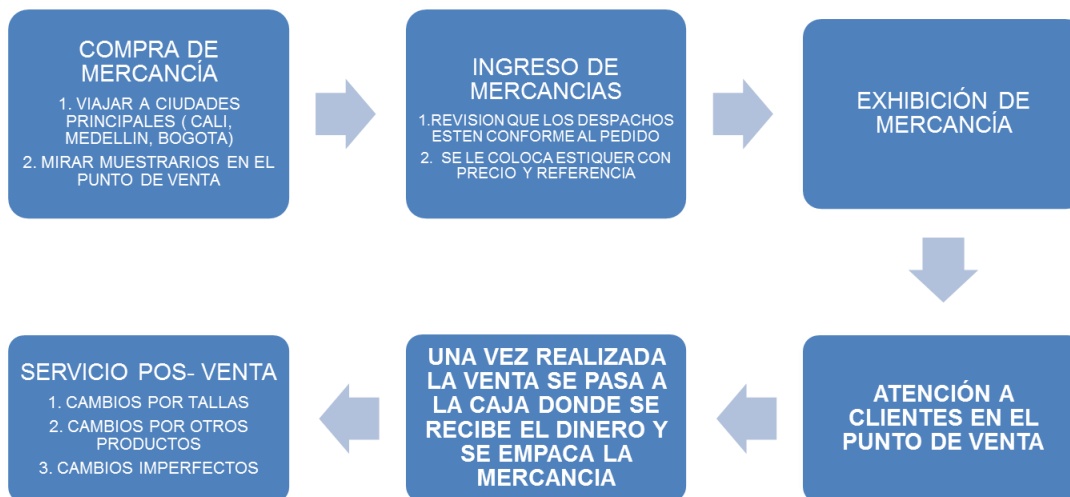 COMPRA DE
MERCANCÍA
1. VIAJAR A CIUDADES
PRINCIPALES ( CALI,
MEDELLIN, BOGOTA)
2. MIRAR MUESTRARIOS EN EL
PUNTO DE VENTA
INGRESO DE
MERCANCIAS
1.REVISION QUE LOS DESPACHOS
ESTEN CONFORME AL PEDIDO
2. SE LE COLOCA ESTIQUER CON
PRECIO Y REFERENCIA
EXHIBICIÓN DE
MERCANCÍA
ATENCIÓN A
CLIENTES EN EL
PUNTO DE VENTA
UNA VEZ REALIZADA
LA VENTA SE PASA A
LA CAJA DONDE SE
RECIBE EL DINERO Y
SE EMPACA LA
MERCANCIA
SERVICIO POS- VENTA
1. CAMBIOS POR TALLAS
2. CAMBIOS POR OTROS
PRODUCTOS
3. CAMBIOS IMPERFECTOS